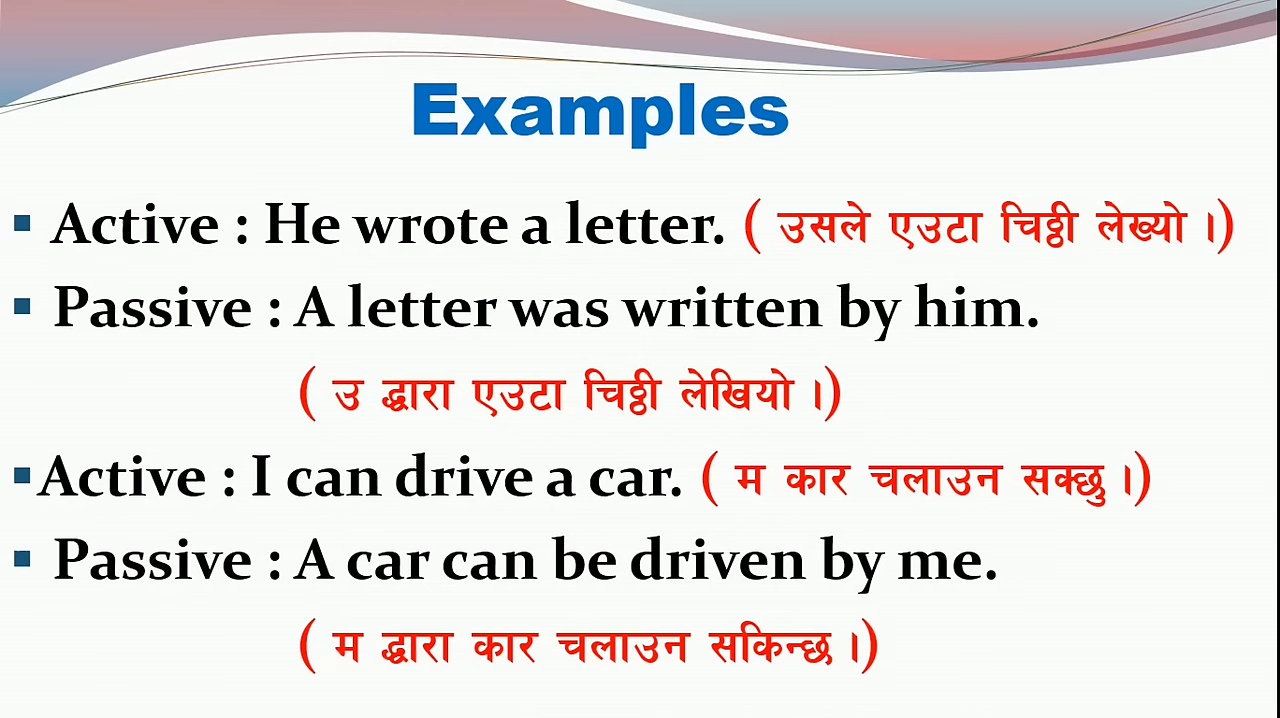 Examples
▪ Active : He wrote a letter. ( उसले एउटा चिठ्ठी लेख्यो ।)
▪ Passive : A letter was written by him.
( उ द्धारा एउटा चिठ्ठी लेखियो ।)
▪Active : I can drive a car. ( म कार चलाउन सक्छु ।)
▪ Passive : A car can be driven by me.
( म द्धारा कार चलाउन सकिन्छ ।)